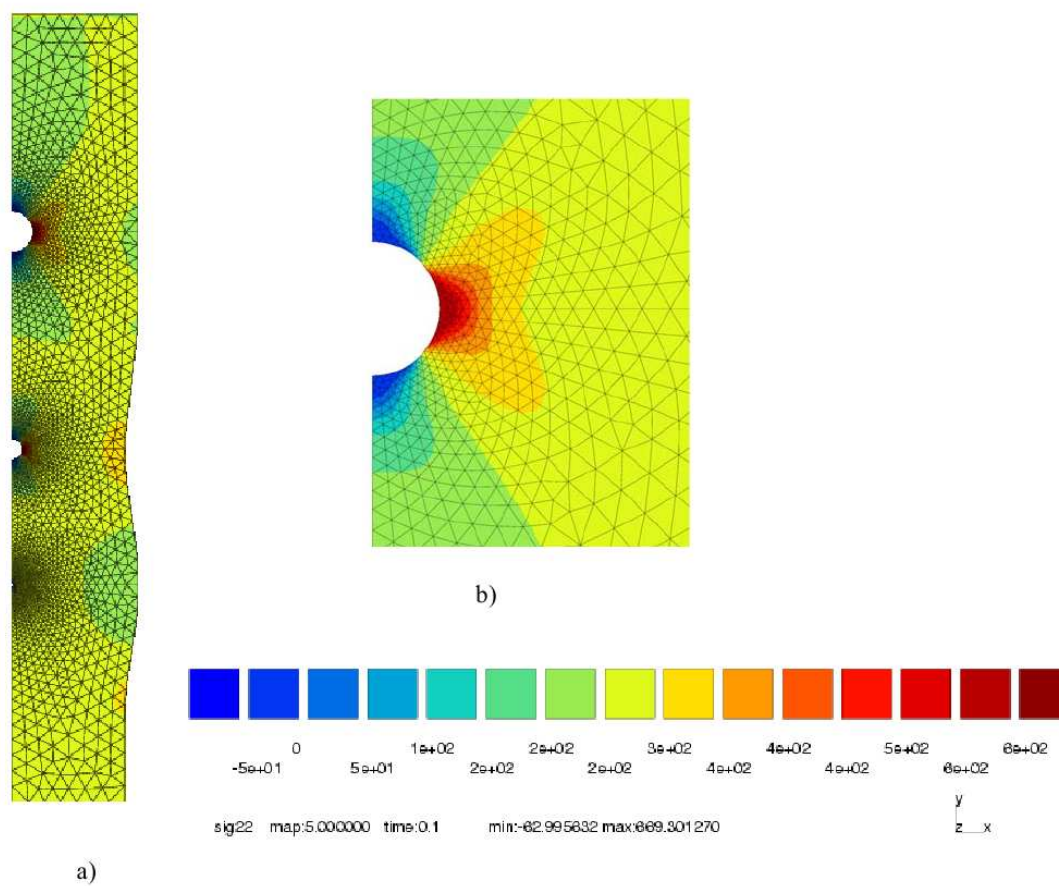 b)
0 1e+02 2e+02 3e+02 4e+02 5e+02 6e+02
-5e+01 5e+01 2e+02 2e+02 4e+02 4e+02 6e+02
sig22 map:5.000000 time:0.1 min:-62.995632 max:669.301270
y
z x
a)